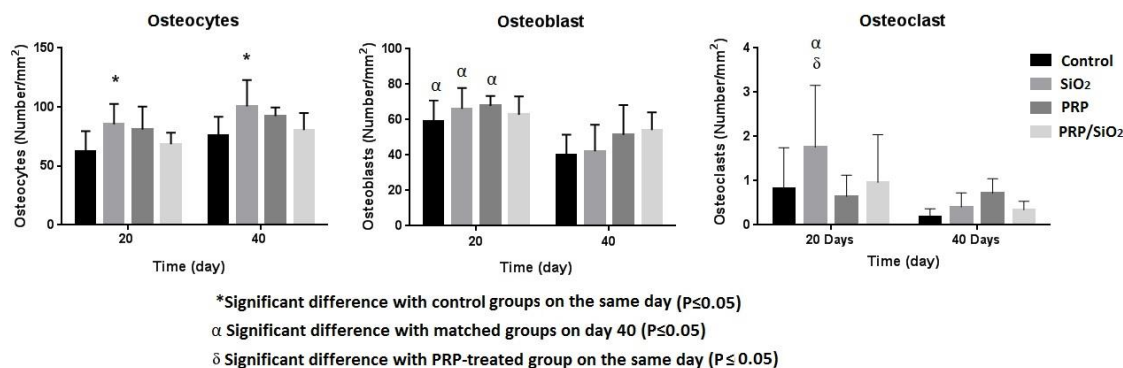 Osteocytes
Osteocytes (Number/mm²)
150
100
50
0
20
40
Time (day)
*
*
Osteoblast
Osteoblasts (Number/mm²)
100
80
60
40
20
0
α
α
α
20
40
Time (day)
Osteoclast
Osteoclasts (Number/mm²)
4
3
2
1
0
α
δ
20 Days
40 Days
Time (day)
Control
SiO₂
PRP
PRP/SiO₂
*Significant difference with control groups on the same day (P≤0.05)
α Significant difference with matched groups on day 40 (P≤0.05)
δ Significant difference with PRP-treated group on the same day (P≤ 0.05)